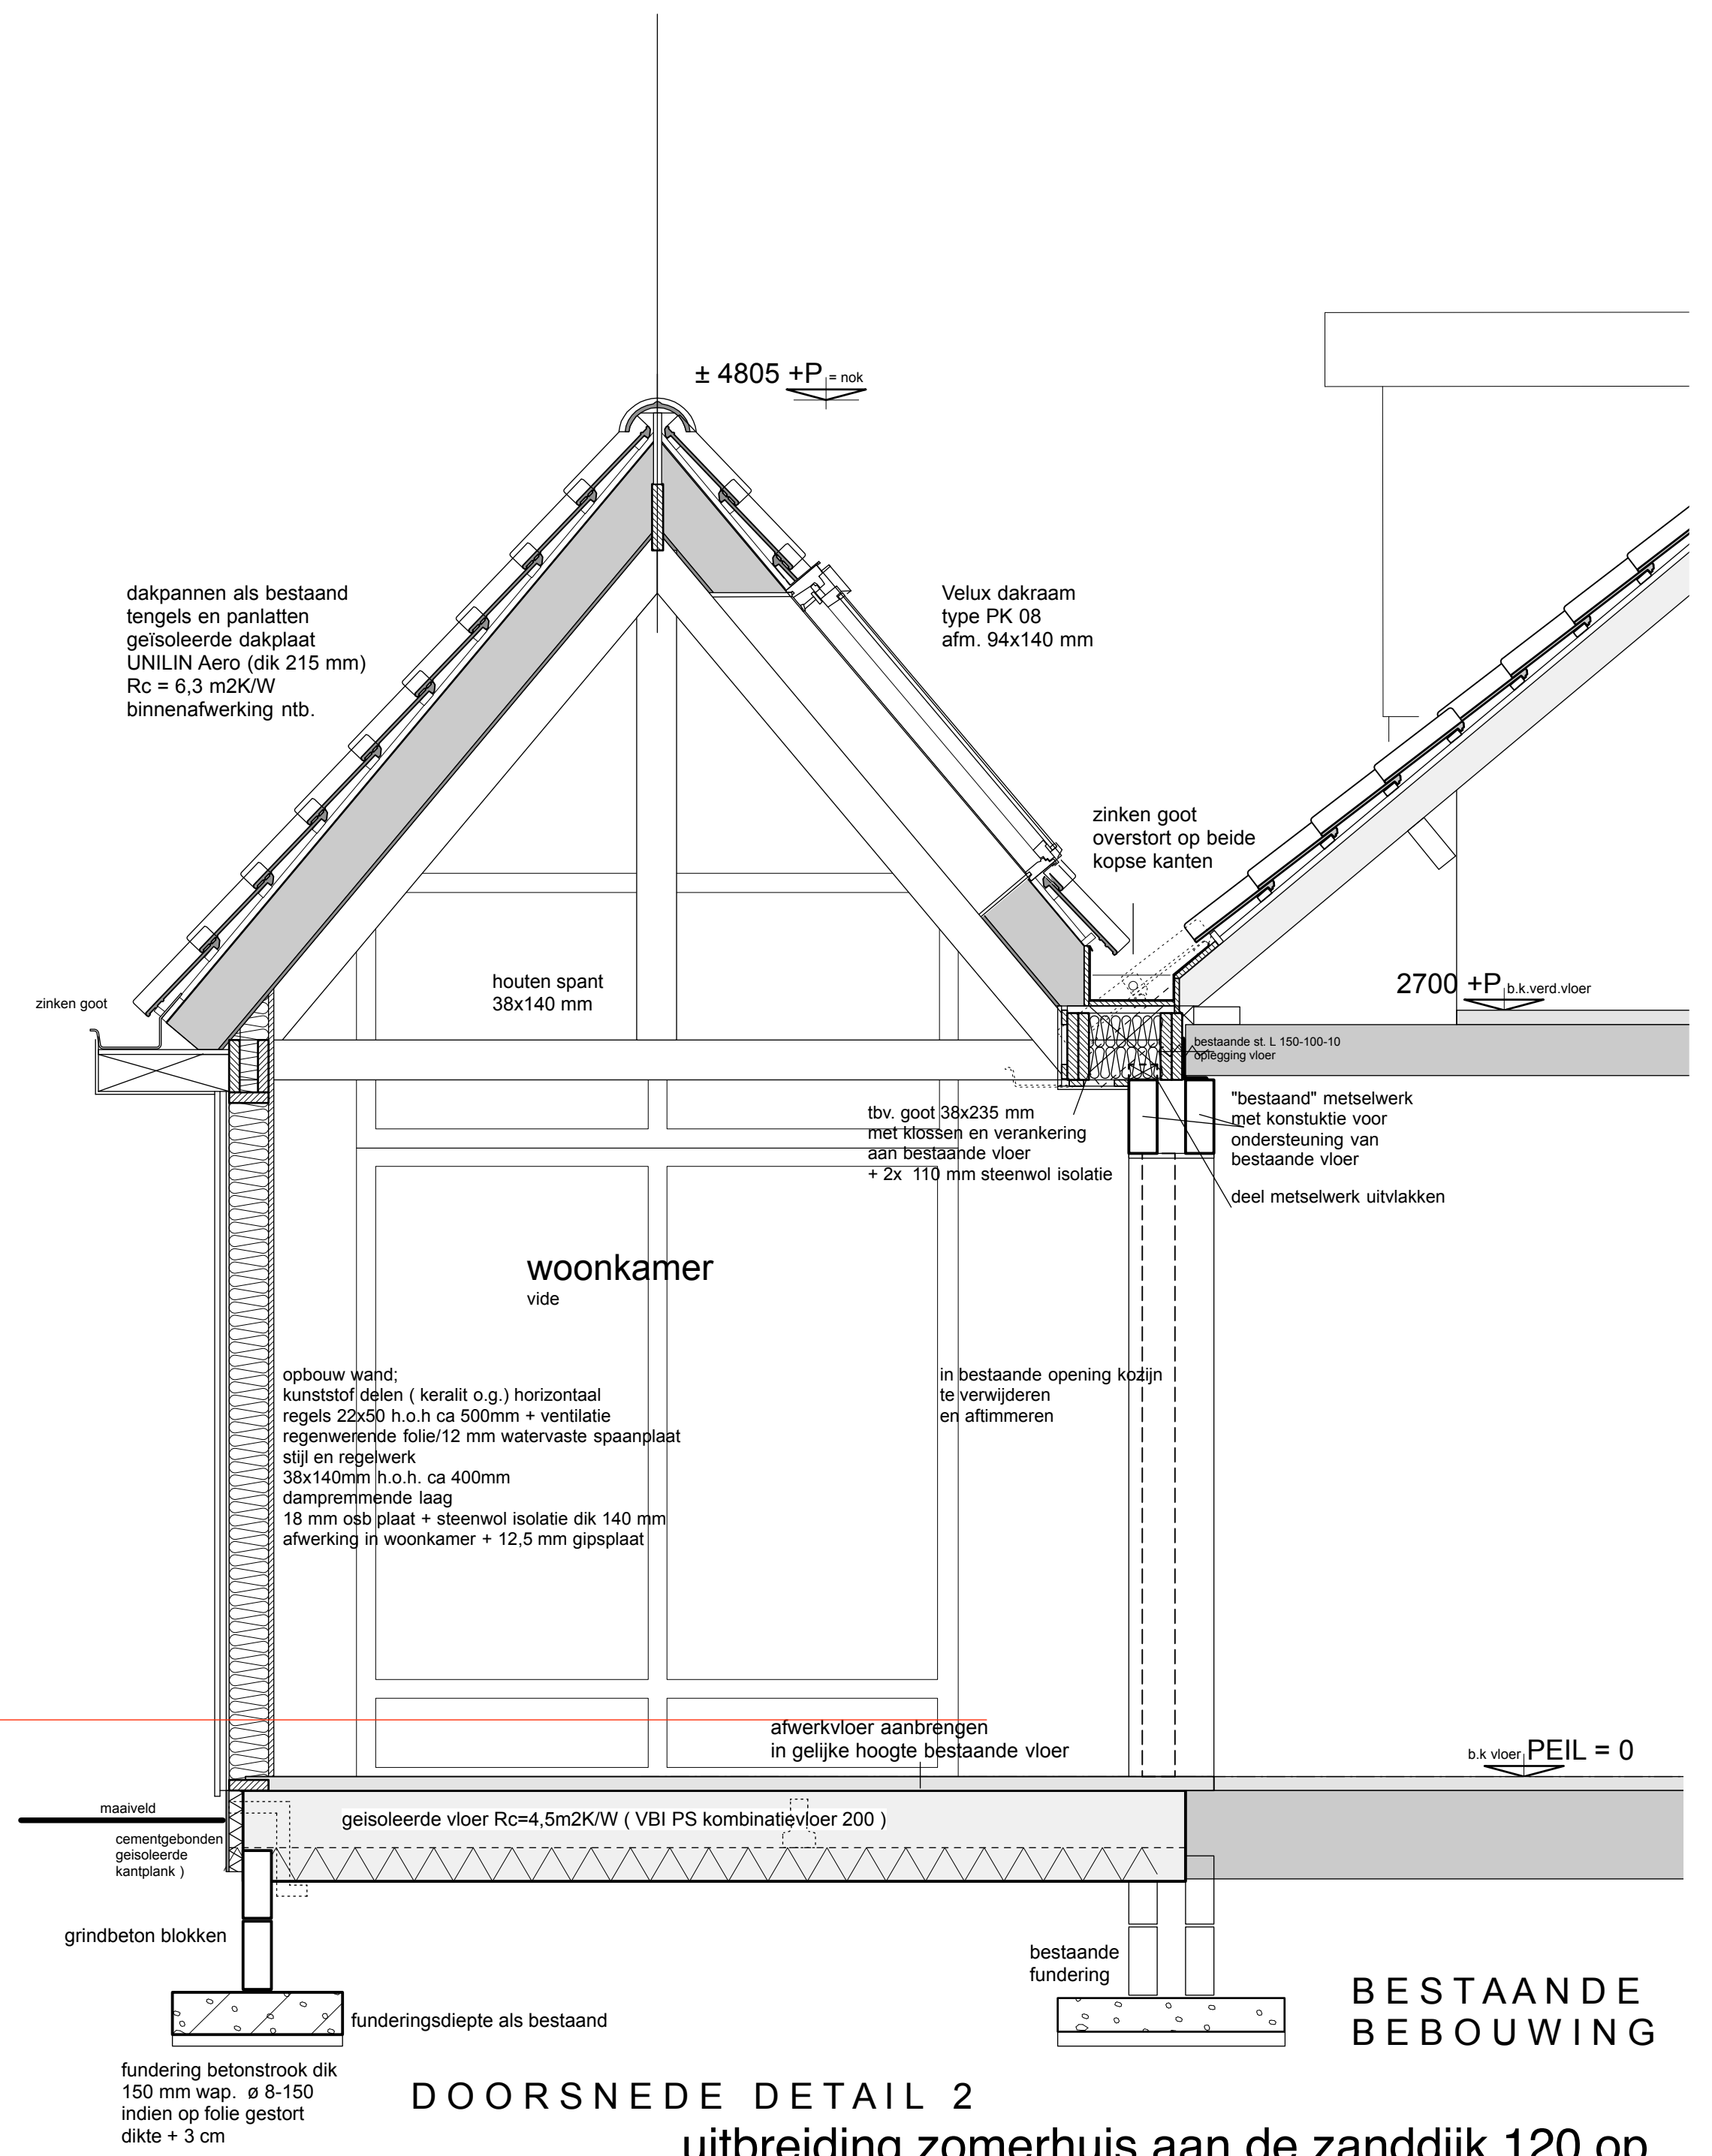 ± 4805 +P = nok
dakpannen als bestaand
tengels en panlatten
geïsoleerde dakplaat
UNILIN Aero (dik 215 mm)
Rc = 6,3 m2K/W
binnenafwerking ntb.
Velux dakraam
type PK 08
afm. 94x140 mm
zinken goot
overstort op beide
kopse kanten
zinken goot
houten spant
38x140 mm
2700 +P b.k.verd.vloer
bestaande st. L 150-100-10
oplegging vloer
tbv. goot 38x235 mm
met klossen en verankering
aan bestaande vloer
+ 2x 110 mm steenwol isolatie
"bestaand" metselwerk
met konstuktie voor
ondersteuning van
bestaande vloer
deel metselwerk uitvlakken
woonkamer
vide
opbouw wand;
kunststof delen ( keralit o.g.) horizontaal
regels 22x50 h.o.h ca 500mm + ventilatie
regenwerende folie/12 mm watervaste spaanplaat
stijl en regelwerk
38x140mm h.o.h. ca 400mm
dampremmende laag
18 mm osb plaat + steenwol isolatie dik 140 mm
afwerking in woonkamer + 12,5 mm gipsplaat
in bestaande opening kozijn
te verwijderen
en aftimmeren
afwerkvloer aanbrengen
in gelijke hoogte bestaande vloer
b.k vloer PEIL = 0
maaiveld
cementgebonden
geisoleerde
kantplank )
geisoleerde vloer Rc=4,5m2K/W ( VBI PS kombinatievloer 200 )
grindbeton blokken
bestaande
fundering
funderingsdiepte als bestaand
BESTAANDE
BEBOUWING
fundering betonstrook dik
150 mm wap. ø 8-150
indien op folie gestort
dikte + 3 cm
DOORSNEDE DETAIL 2
uitbreiding zomerhuis aan de zanddijk 120 op